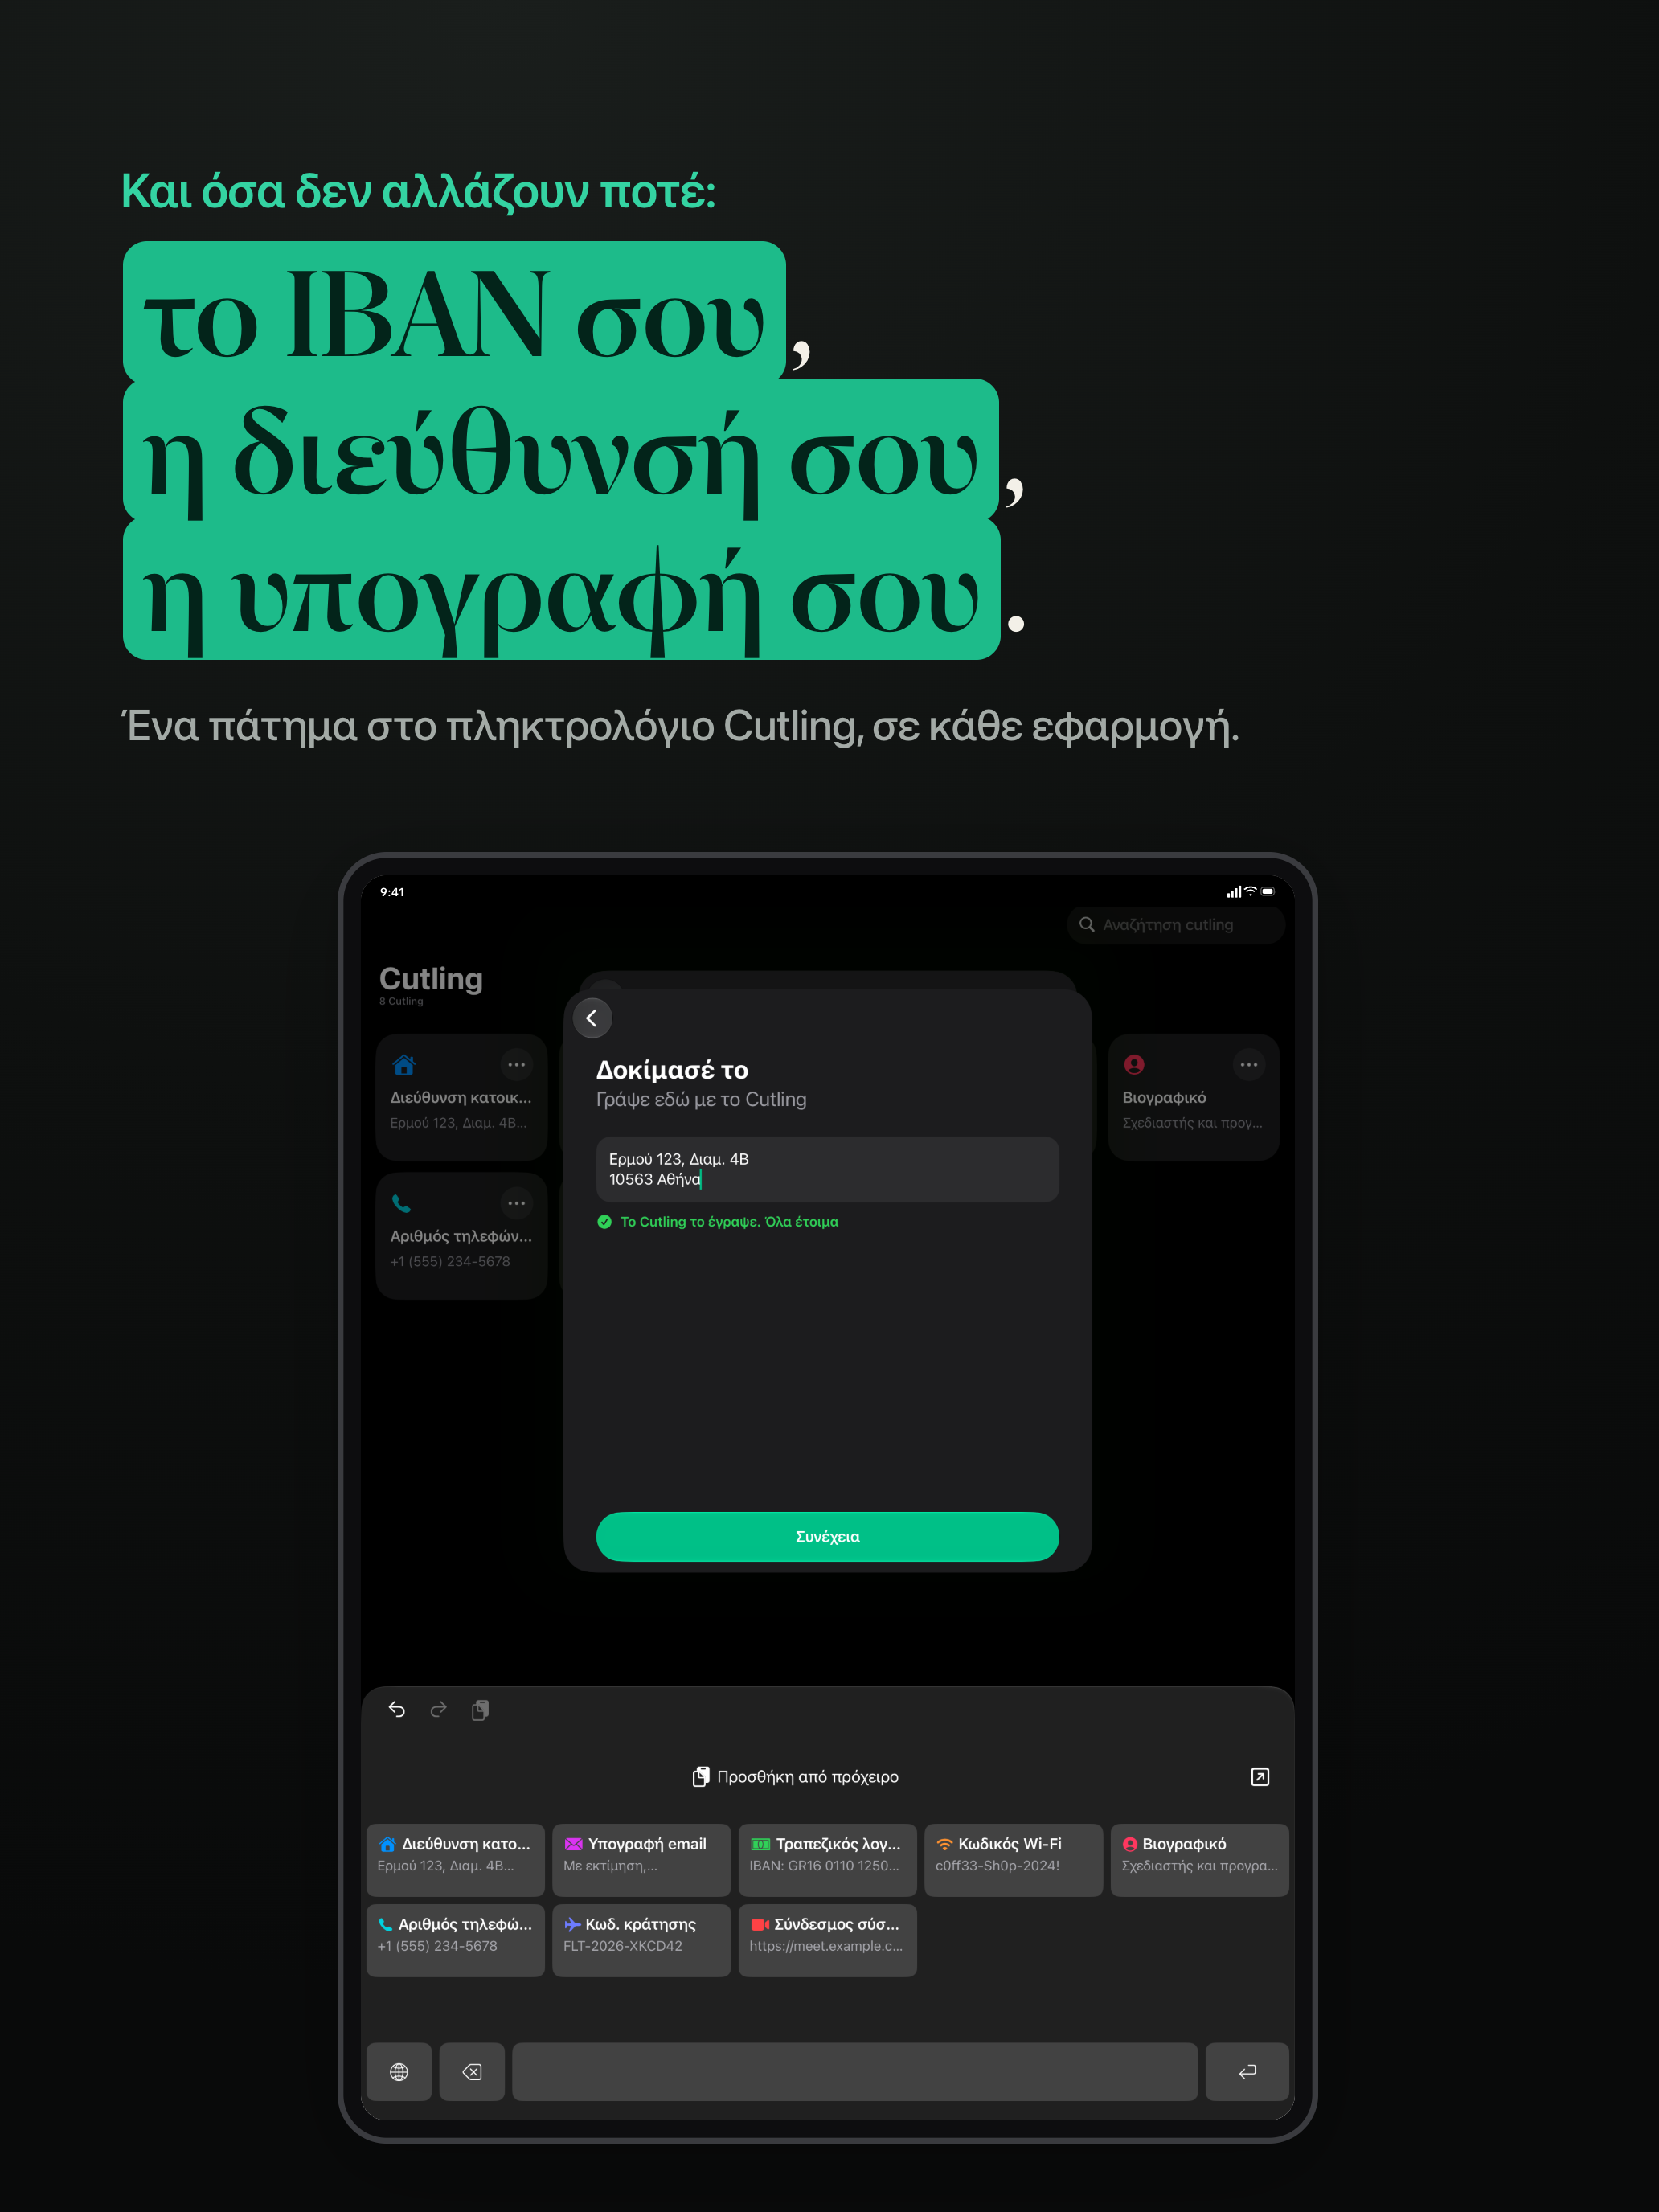 Και όσα δεν αλλάζουν ποτέ:
το IBAN σου,
η διεύθυνσή σου,
η υπογραφή σου.
Ένα πάτημα στο πληκτρολόγιο Cutling, σε κάθε εφαρμογή.
9:41
Αναζήτηση cutling
Cutling
8 Cutling
Διεύθυνση κατοικ...
Ερμού 123, Διαμ. 4Β...
Αριθμός τηλεφών...
+1 (555) 234-5678
Βιογραφικό
Σχεδιαστής και προγ...
Δοκίμασέ το
Γράψε εδώ με το Cutling
Ερμού 123, Διαμ. 4Β
10563 Αθήνα
Το Cutling το έγραψε. Όλα έτοιμα
Συνέχεια
Προσθήκη από πρόχειρο
Διεύθυνση κατο...
Ερμού 123, Διαμ. 4Β...
Υπογραφή email
Με εκτίμηση,...
Τραπεζικός λογ...
IBAN: GR16 0110 1250...
Κωδικός Wi-Fi
c0ff33-Sh0p-2024!
Βιογραφικό
Σχεδιαστής και προγρα...
Αριθμός τηλεφώ...
+1 (555) 234-5678
Κωδ. κράτησης
FLT-2026-XKCD42
Σύνδεσμος σύσ...
https://meet.example.c...